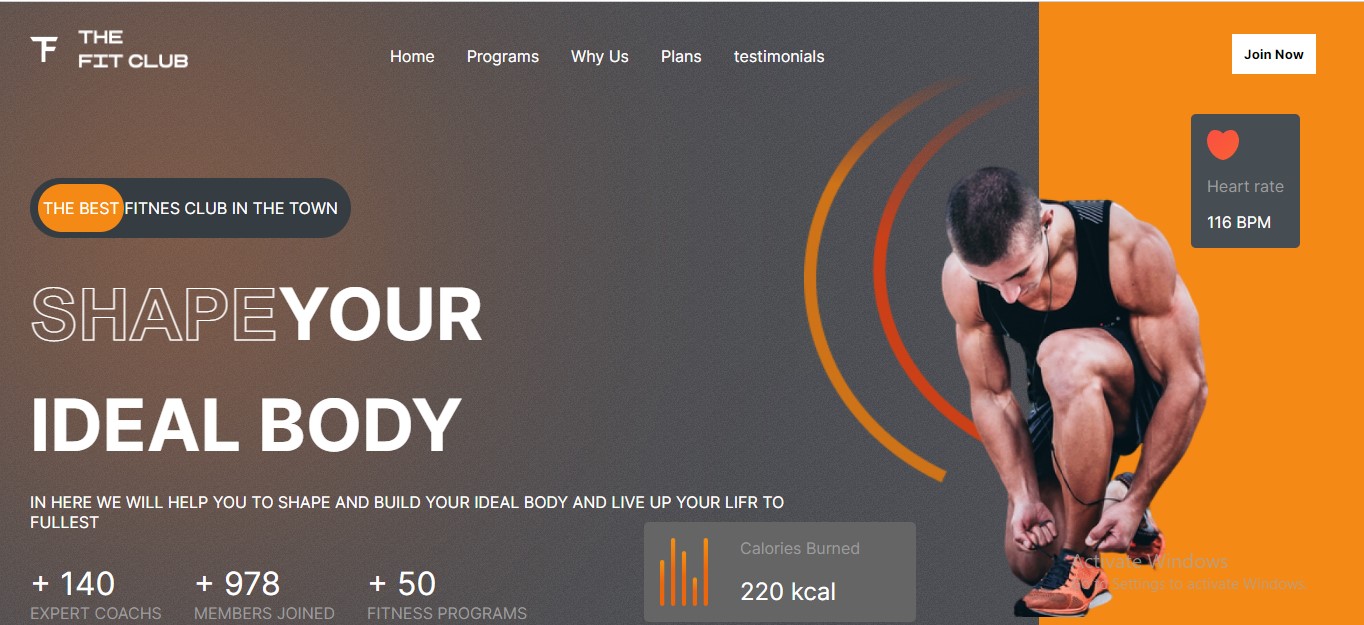 THE
FIT CLUB
Home Programs Why Us Plans testimonials
Join Now
Heart rate
116 BPM
THE BEST FITNES CLUB IN THE TOWN
SHAPE YOUR
IDEAL BODY
IN HERE WE WILL HELP YOU TO SHAPE AND BUILD YOUR IDEAL BODY AND LIVE UP YOUR LIFR TO
FULLEST
Calories Burned
220 kcal
+ 140 + 978 + 50
EXPERT COACHS MEMBERS JOINED FITNESS PROGRAMS
Activate Windows
Settings to activate Windows.